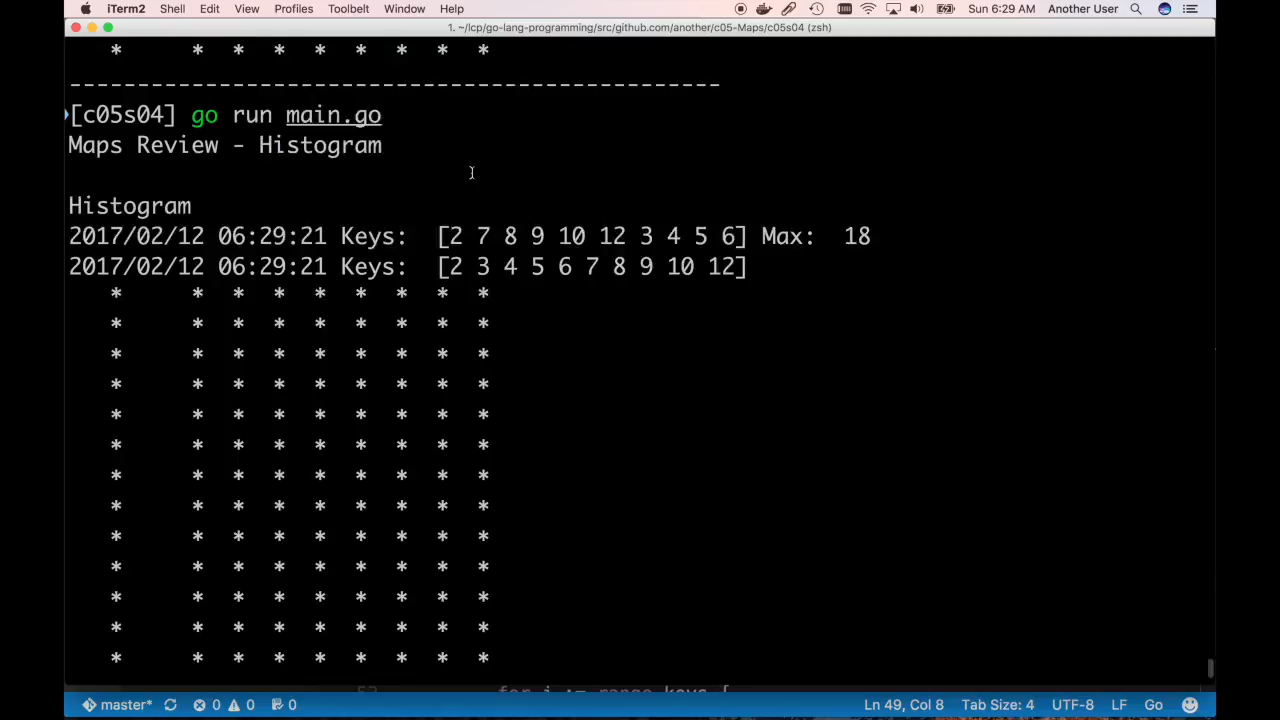 iTerm2 Shell Edit View Profiles Toolbelt Window Help Sun 6:29 AM Another User
1. ~/lcp/go-lang-programming/src/github.com/another/c05-Maps/c05s04 (zsh)
* * * * * * * * *
------------------------------------------------
[c05s04] go run main.go
Maps Review - Histogram
Histogram
2017/02/12 06:29:21 Keys: [2 7 8 9 10 12 3 4 5 6] Max: 18
2017/02/12 06:29:21 Keys: [2 3 4 5 6 7 8 9 10 12]
* * * * * * * * *
* * * * * * * * *
* * * * * * * * *
* * * * * * * * *
* * * * * * * * *
* * * * * * * * *
* * * * * * * * *
* * * * * * * * *
* * * * * * * * *
* * * * * * * * *
* * * * * * * * *
* * * * * * * * *
* * * * * * * * *
for i := range keys {
master* 0 0 0 Ln 49, Col 8 Tab Size: 4 UTF-8 LF Go